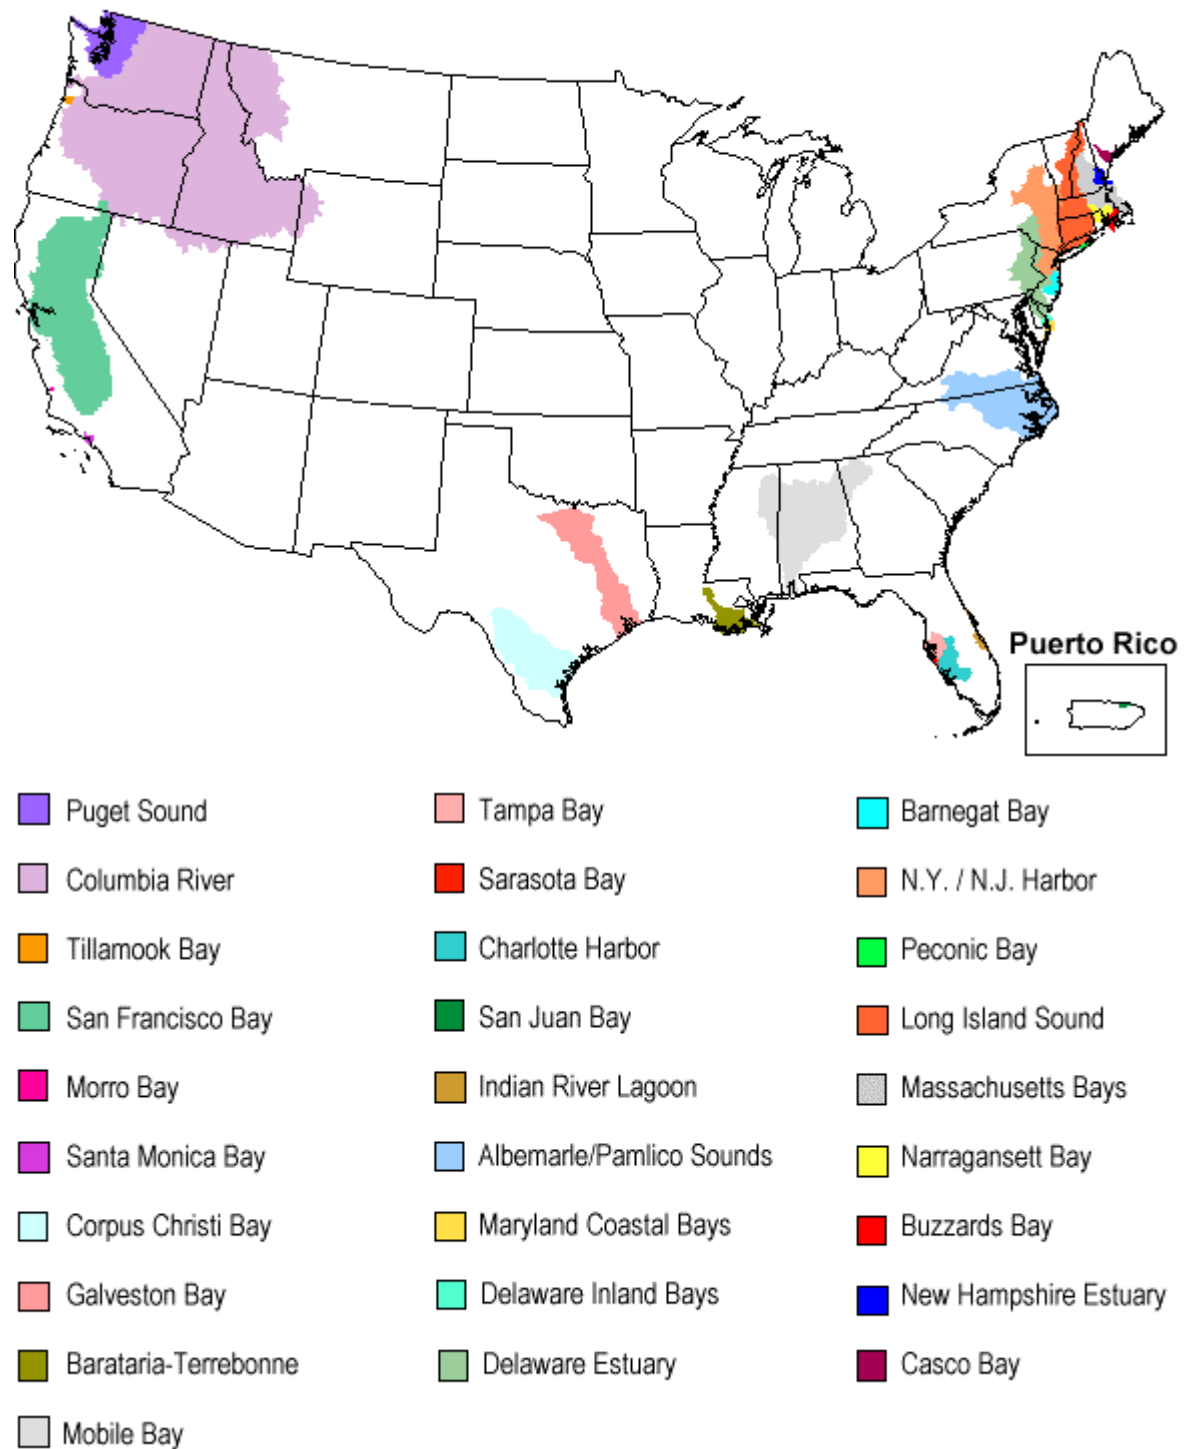 Puerto Rico
Puget Sound
Columbia River
Tillamook Bay
San Francisco Bay
Morro Bay
Santa Monica Bay
Corpus Christi Bay
Galveston Bay
Barataria-Terrebonne
Mobile Bay
Tampa Bay
Sarasota Bay
Charlotte Harbor
San Juan Bay
Indian River Lagoon
Albemarle/Pamlico Sounds
Maryland Coastal Bays
Delaware Inland Bays
Delaware Estuary
Barnegat Bay
N.Y. / N.J. Harbor
Peconic Bay
Long Island Sound
Massachusetts Bays
Narragansett Bay
Buzzards Bay
New Hampshire Estuary
Casco Bay